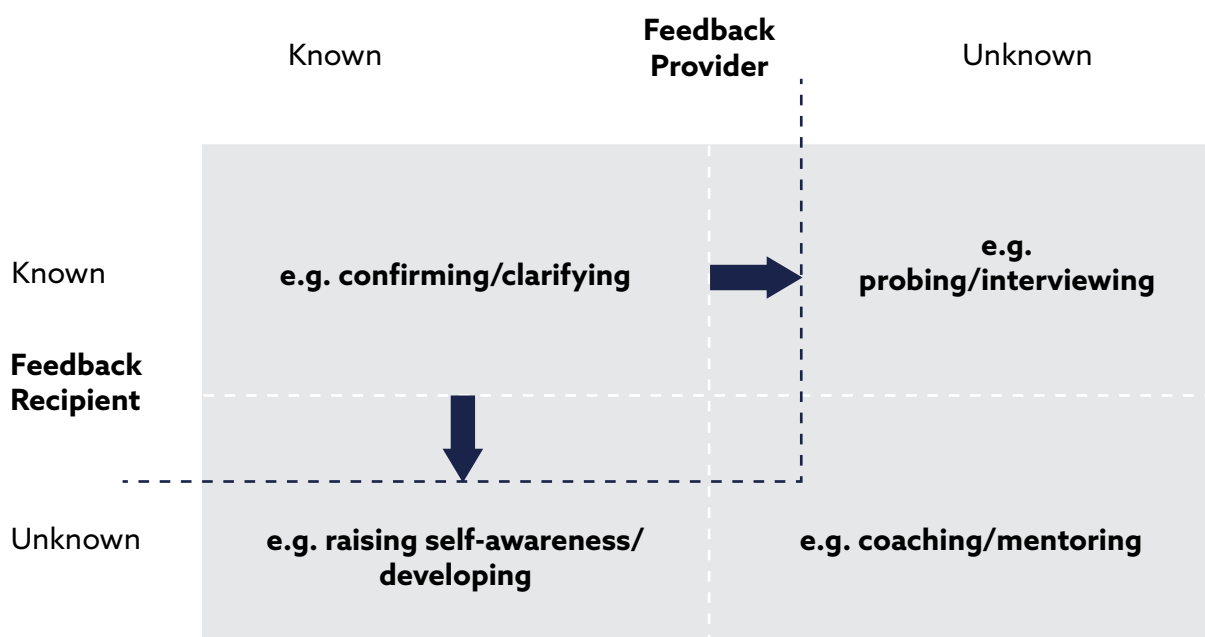 Known
Feedback
Provider
Unknown
Known
e.g. confirming/clarifying
e.g.
probing/interviewing
Feedback
Recipient
Unknown
e.g. raising self-awareness/
developing
e.g. coaching/mentoring